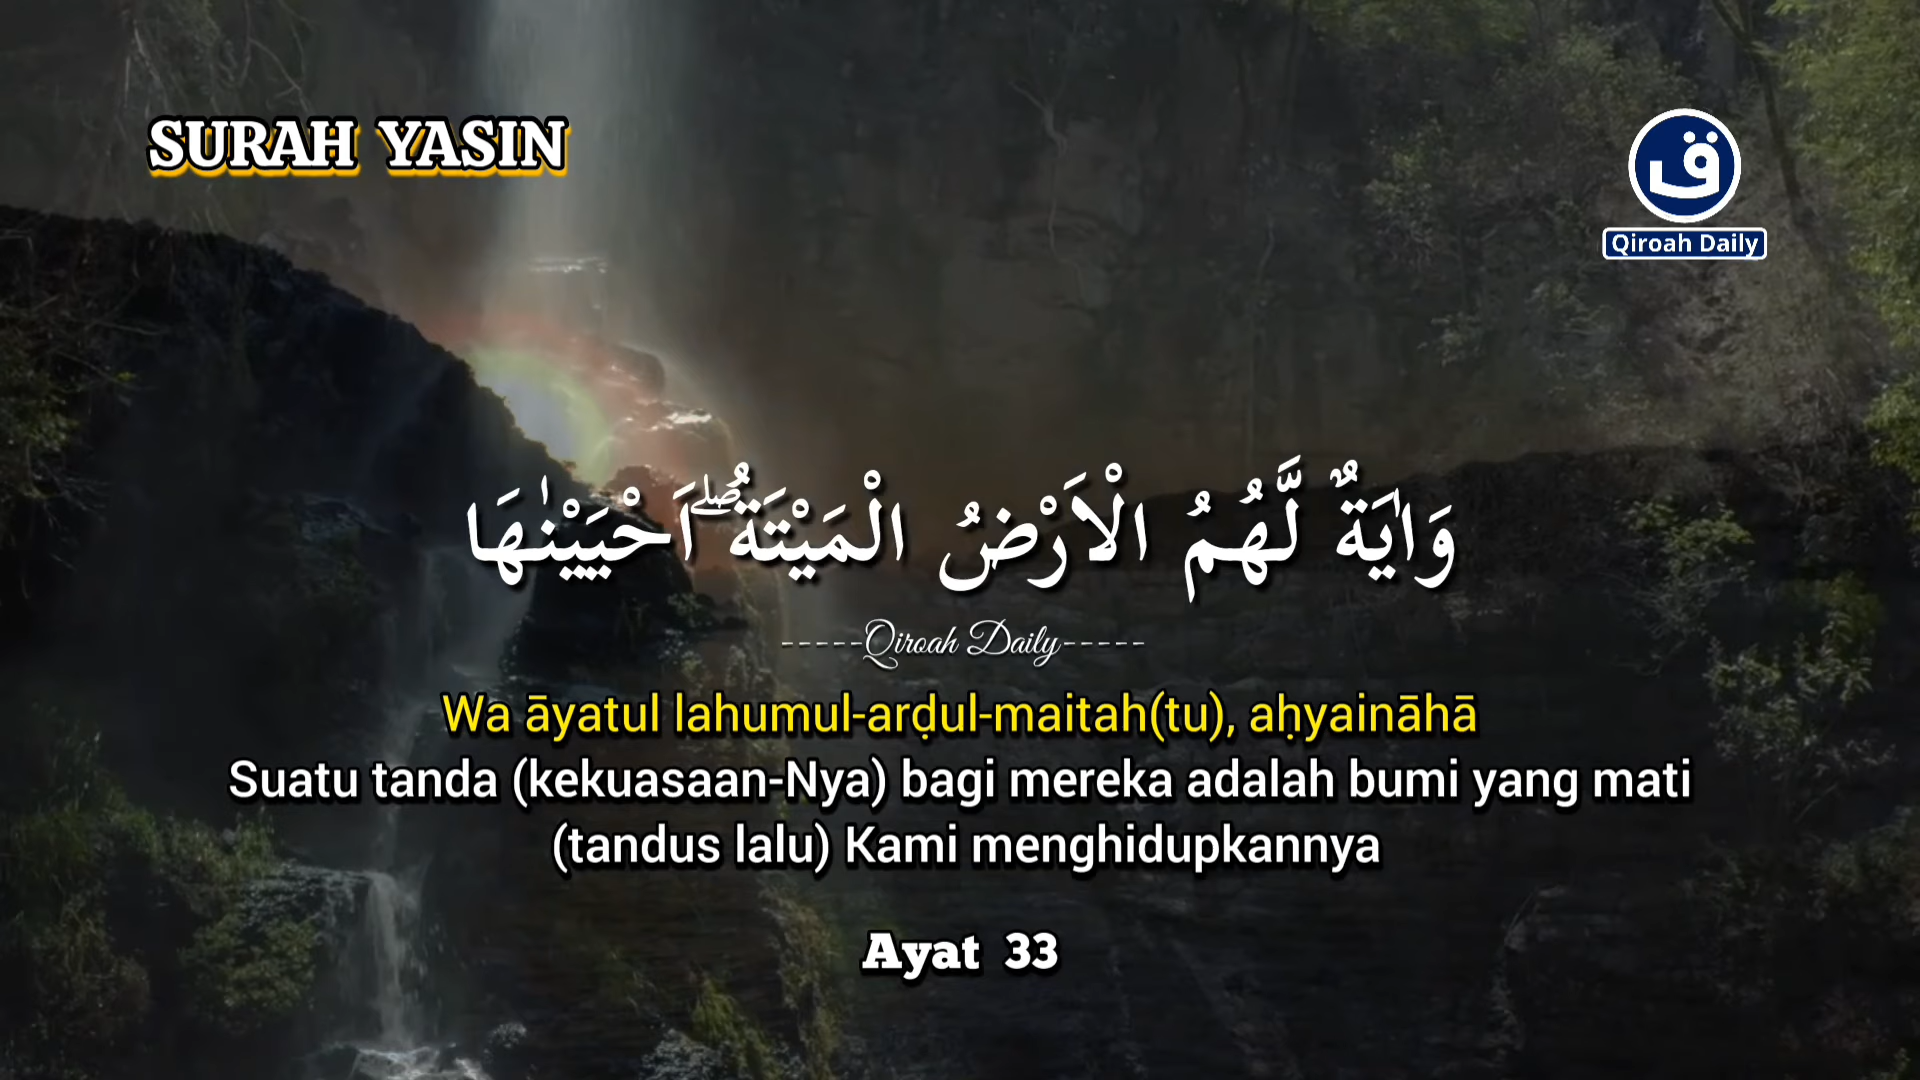 SURAH YASIN
ق
Qiroah Daily
وَاٰيَةٌ لَّهُمُ الْاَرْضُ الْمَيْتَةُ ۖاَحْيَيْنٰهَا
-----Qiroah Daily-----
Wa āyatul lahumul-arḍul-maitah(tu), aḥyaināhā
Suatu tanda (kekuasaan-Nya) bagi mereka adalah bumi yang mati
(tandus lalu) Kami menghidupkannya
Ayat 33